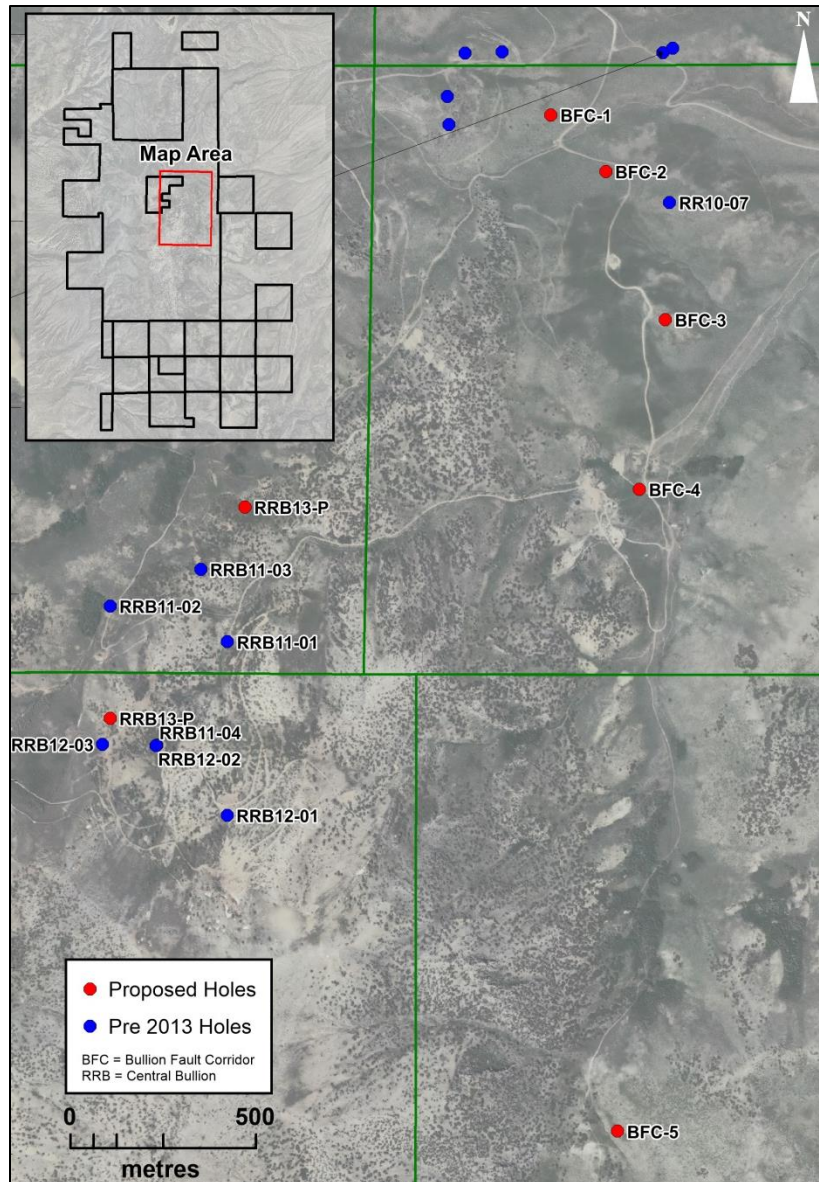 N
Map Area
BFC-1
BFC-2
RR10-07
BFC-3
BFC-4
RRB13-P
RRB11-03
RRB11-02
RRB11-01
RRB13-P
RRB11-04
RRB12-03
RRB12-02
RRB12-01
Proposed Holes
Pre 2013 Holes
BFC = Bullion Fault Corridor
RRB = Central Bullion
0 500
metres
BFC-5